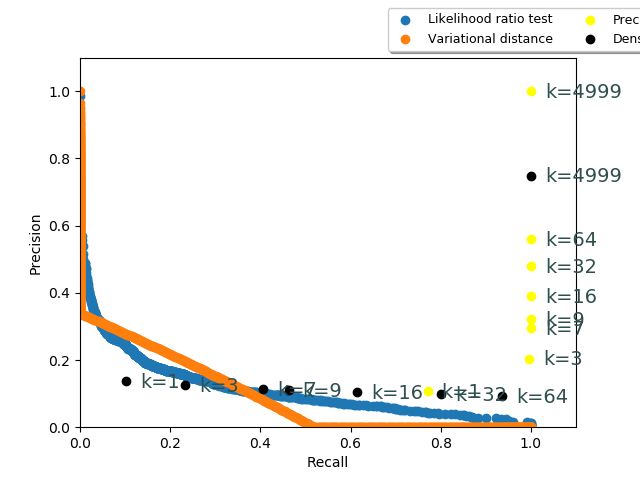 Likelihood ratio test Prec
Variational distance Dens
Precision
1.0
0.8
0.6
0.4
0.2
0.0
k=4999
k=4999
k=64
k=32
k=16
k=9
k=7
k=3
k=1 k=3 k=7 k=9 k=16 k=1 k=32 k=64
0.0 0.2 0.4 0.6 0.8 1.0
Recall